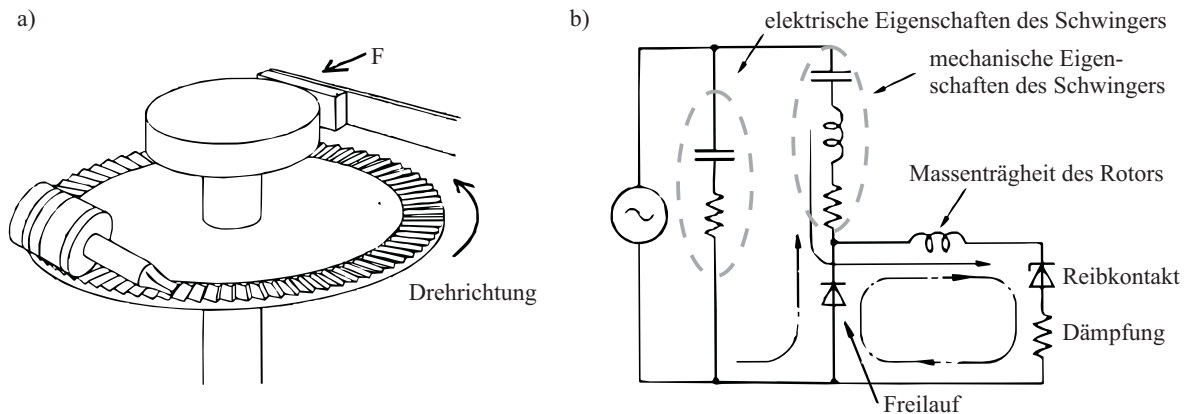 a)
F
Drehrichtung
b)
elektrische Eigenschaften des Schwingers
mechanische Eigen-
schaften des Schwingers
Massenträgheit des Rotors
Reibkontakt
Dämpfung
Freilauf